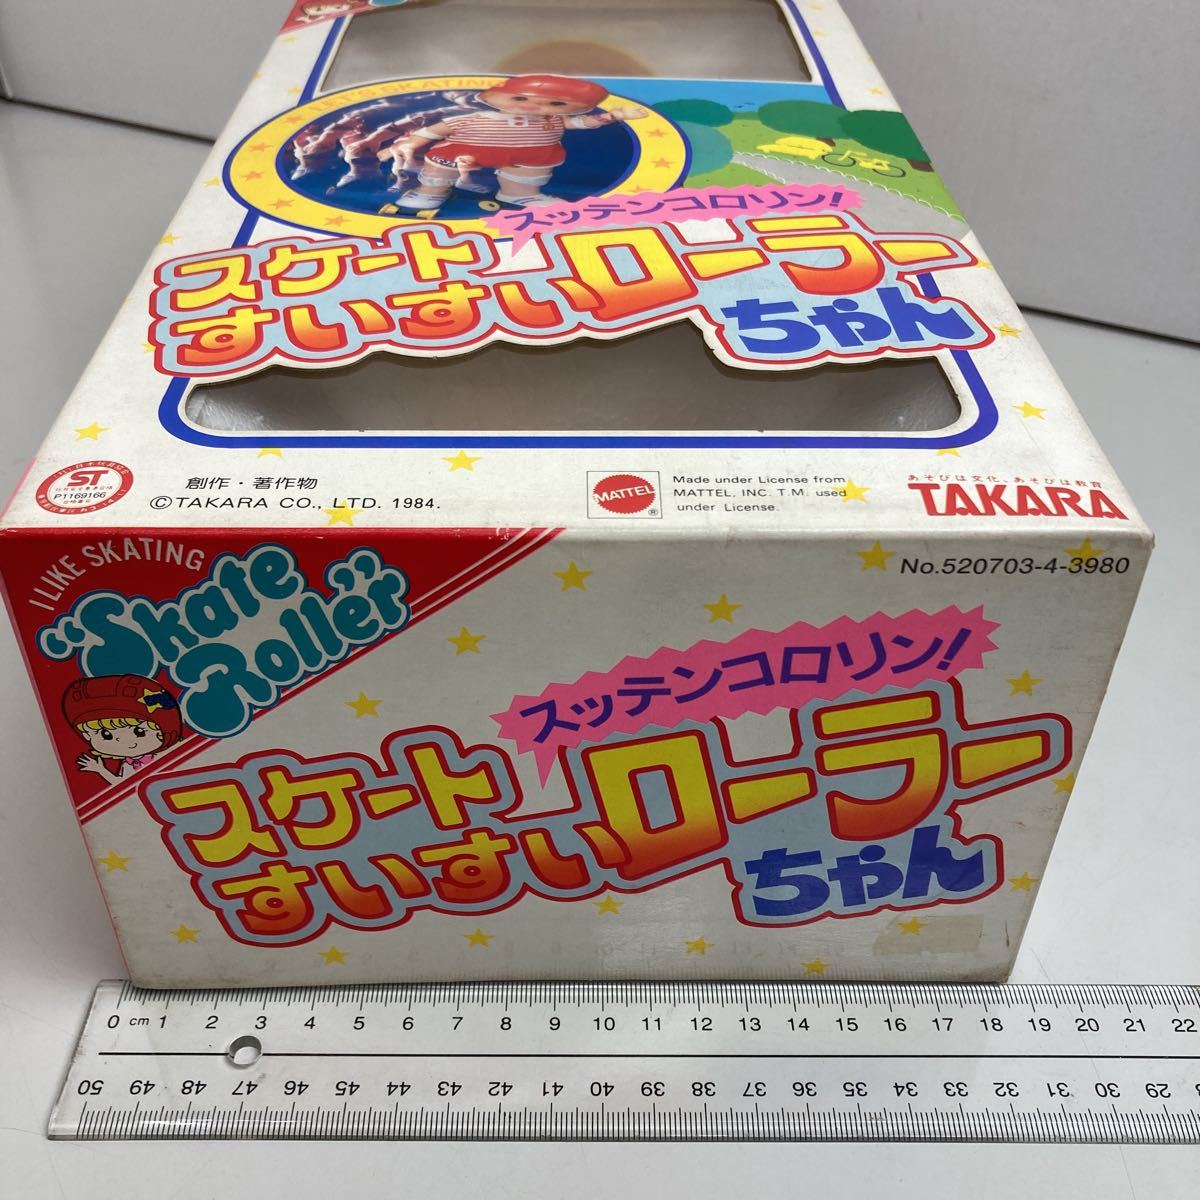 LET'S SKATING
スッテンコロリン!
スケート
すいすいローラー
ちゃん
ST
P1169166
創作・著作物
©TAKARA CO., LTD. 1984.
MATTEL
®
Made under License from
MATTEL, INC. T.M. used
under License.
あそびは文化、あそびは教育
TAKARA
No.520703-4-3980
I LIKE SKATING
"Skate
Roller"
スッテンコロリン!
スケート
すいすいローラー
ちゃん
0 cm 1 2 3 4 5 6 7 8 9 10 11 12 13 14 15 16 17 18 19 20 21 22
50 49 48 47 46 45 44 43 42 41 40 39 38 37 36 35 34 33 32 31 30 29